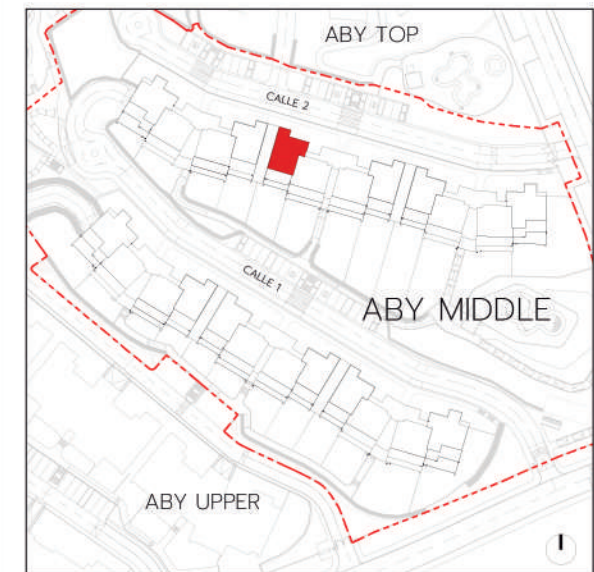 ABY TOP
CALLE 2
CALLE 1
ABY MIDDLE
ABY UPPER